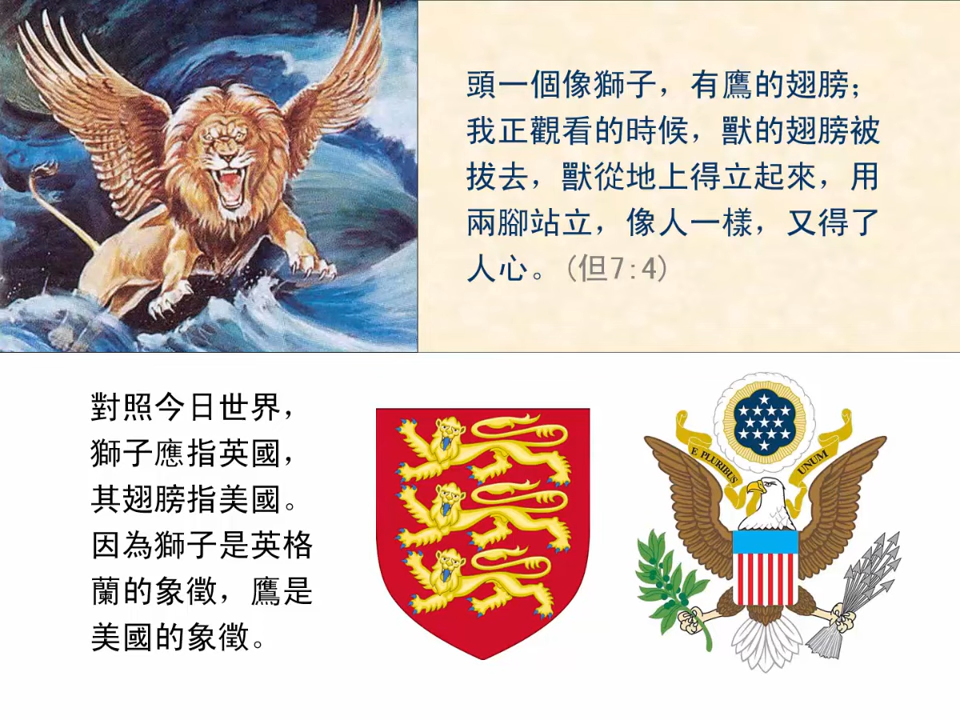 頭一個像獅子，有鷹的翅膀；
我正觀看的時候，獸的翅膀被
拔去，獸從地上得立起來，用
兩腳站立，像人一樣，又得了
人心。(但7:4)
對照今日世界，
獅子應指英國，
其翅膀指美國。
因為獅子是英格
蘭的象徵，鷹是
美國的象徵。
E PLURIBUS UNUM